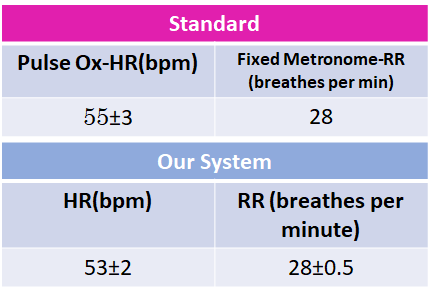 Standard
Pulse Ox-HR(bpm)
Fixed Metronome-RR
(breathes per min)
55±3
28
Our System
HR(bpm)
RR (breathes per
minute)
53±2
28±0.5